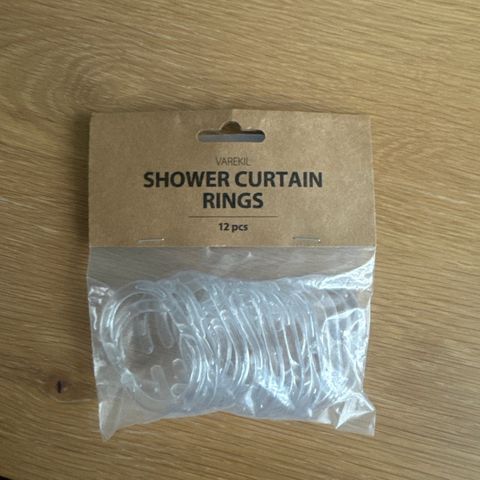 VAREKIL
SHOWER CURTAIN
RINGS
12 pcs